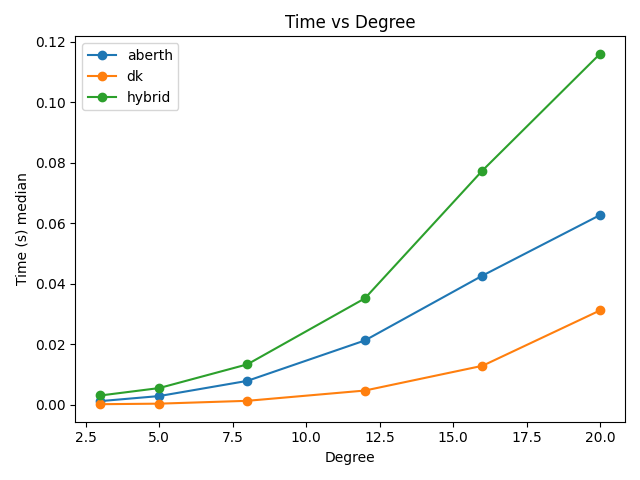 Time vs Degree
aberth
dk
hybrid
0.12
0.10
0.08
0.06
0.04
0.02
0.00
Time (s) median
2.5 5.0 7.5 10.0 12.5 15.0 17.5 20.0
Degree